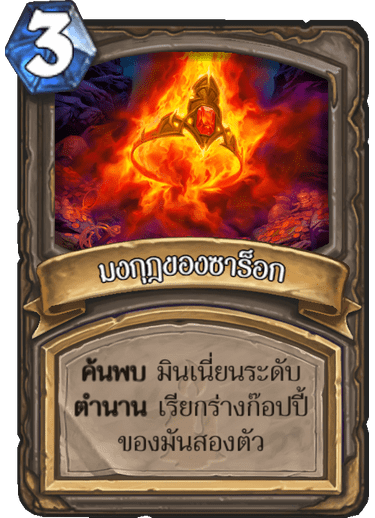 3
มงกุฎของซาร็อก
ค้นพบ มินเนี่ยนระดับ
ตำนาน เรียกร่างก๊อปปี้
ของมันสองตัว